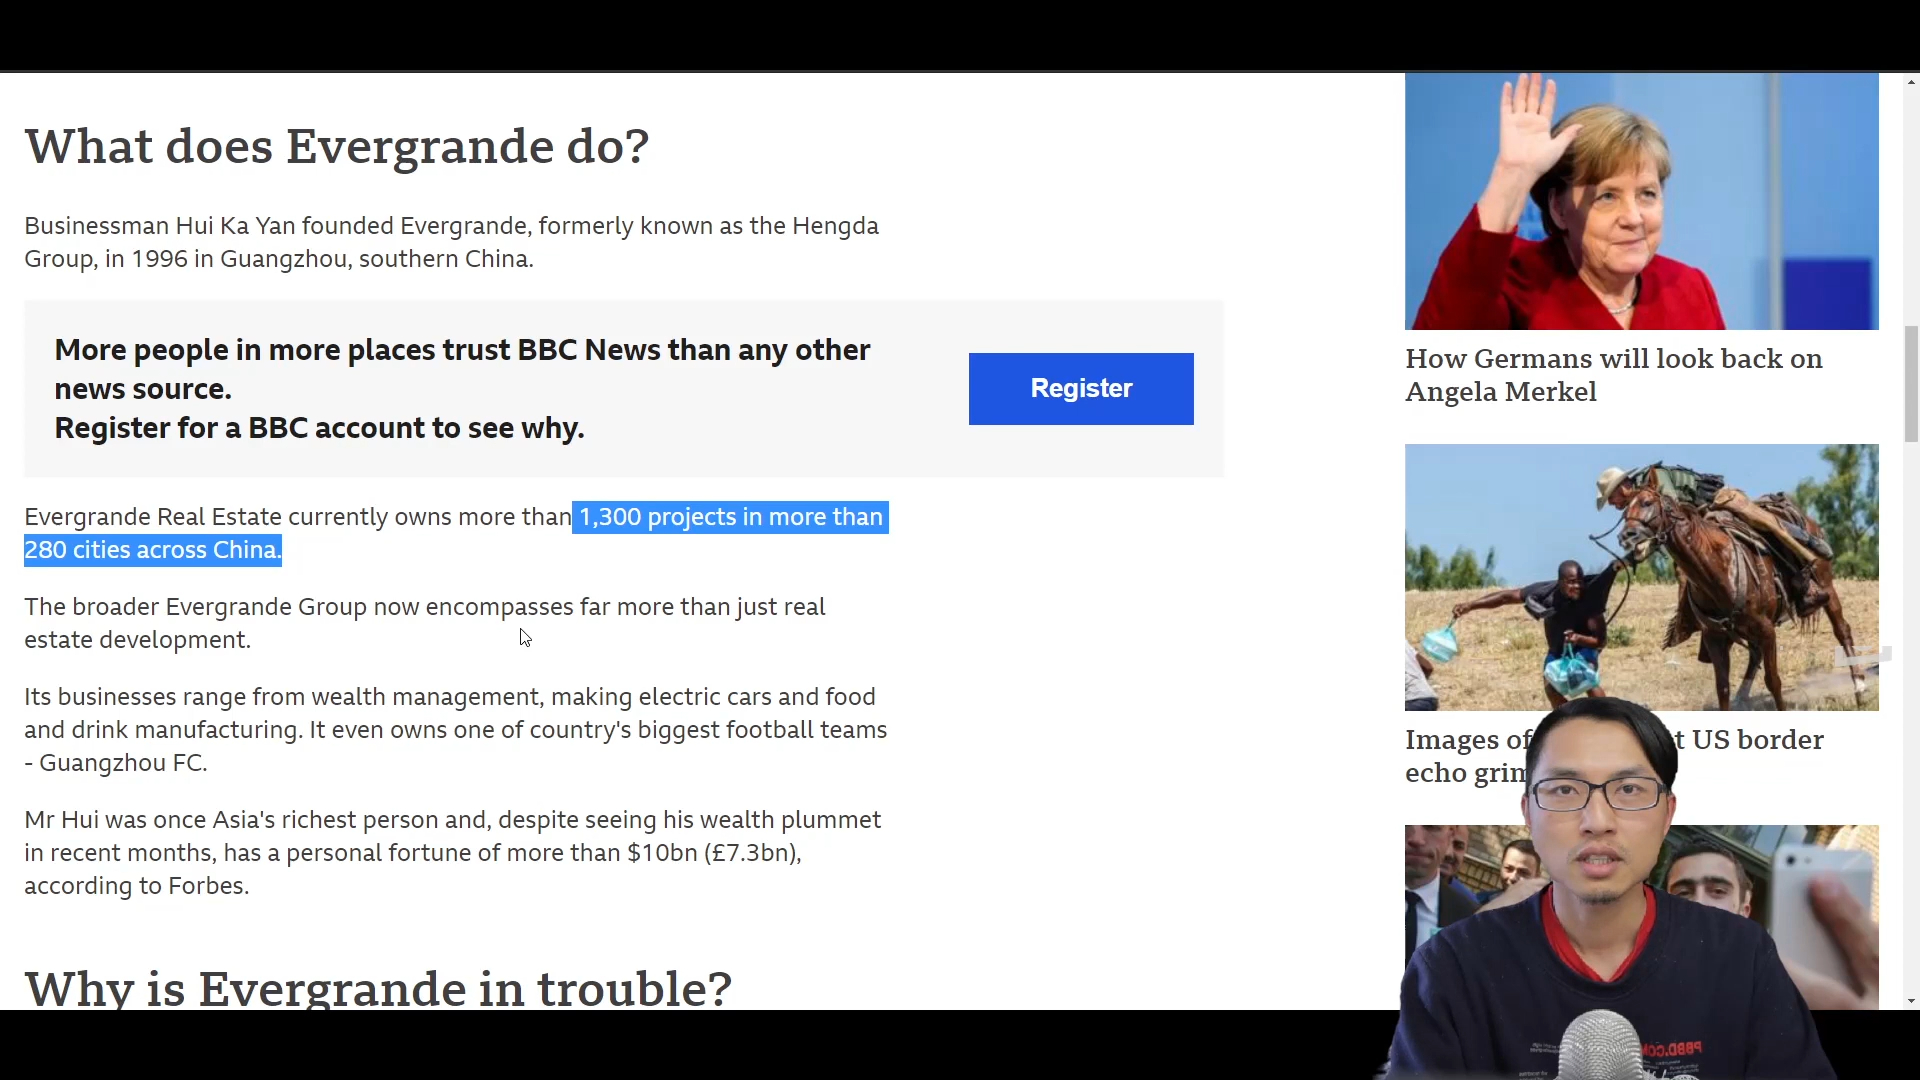 What does Evergrande do?
Businessman Hui Ka Yan founded Evergrande, formerly known as the Hengda
Group, in 1996 in Guangzhou, southern China.
More people in more places trust BBC News than any other
news source.
Register for a BBC account to see why.
Register
Evergrande Real Estate currently owns more than 1,300 projects in more than
280 cities across China.
The broader Evergrande Group now encompasses far more than just real
estate development.
Its businesses range from wealth management, making electric cars and food
and drink manufacturing. It even owns one of country's biggest football teams
- Guangzhou FC.
Mr Hui was once Asia's richest person and, despite seeing his wealth plummet
in recent months, has a personal fortune of more than $10bn (£7.3bn),
according to Forbes.
Why is Evergrande in trouble?
How Germans will look back on
Angela Merkel
Images of t US border
echo grim